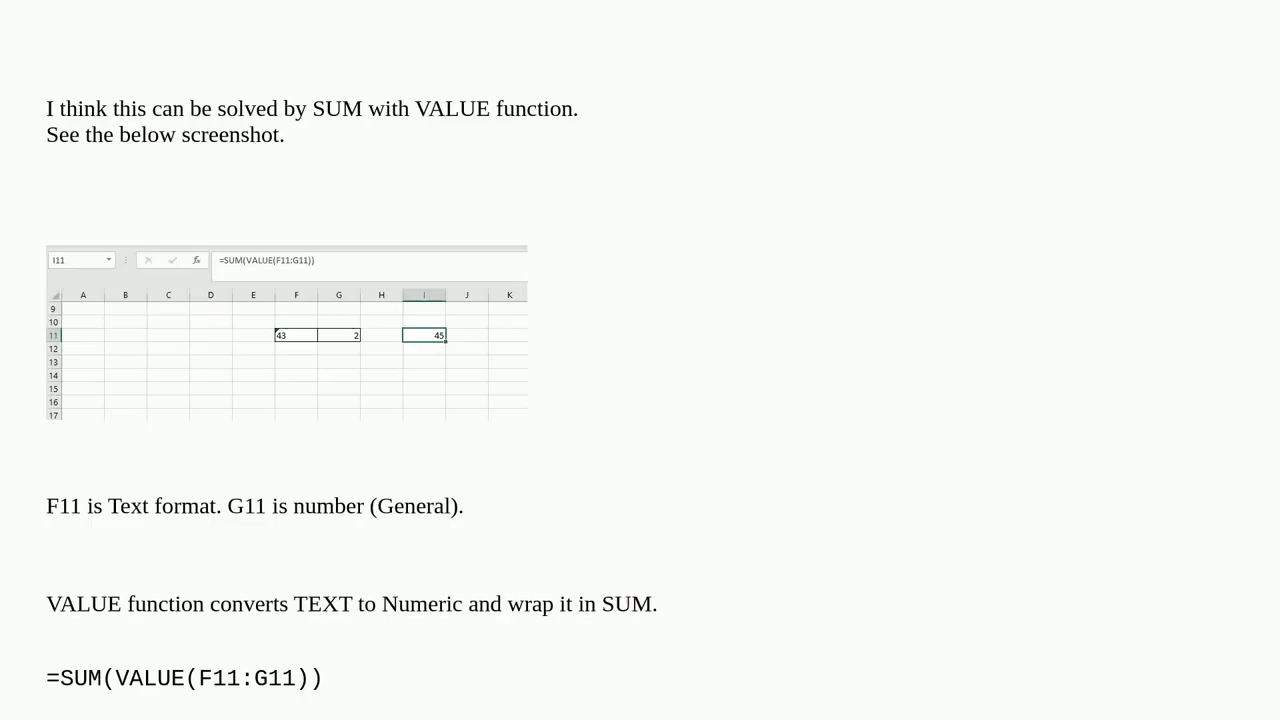 I think this can be solved by SUM with VALUE function.
See the below screenshot.
I11 fx =SUM(VALUE(F11:G11))
A B C D E F G H I J K
9
10
11 43 2 45
12
13
14
15
16
17
F11 is Text format. G11 is number (General).
VALUE function converts TEXT to Numeric and wrap it in SUM.
=SUM(VALUE(F11:G11))